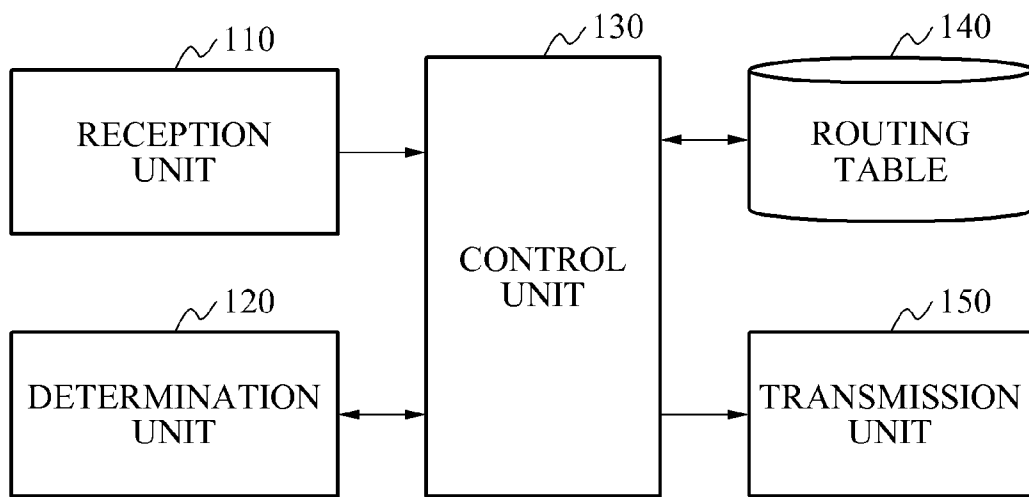 110
RECEPTION
UNIT
120
DETERMINATION
UNIT
130
CONTROL
UNIT
140
ROUTING
TABLE
150
TRANSMISSION
UNIT